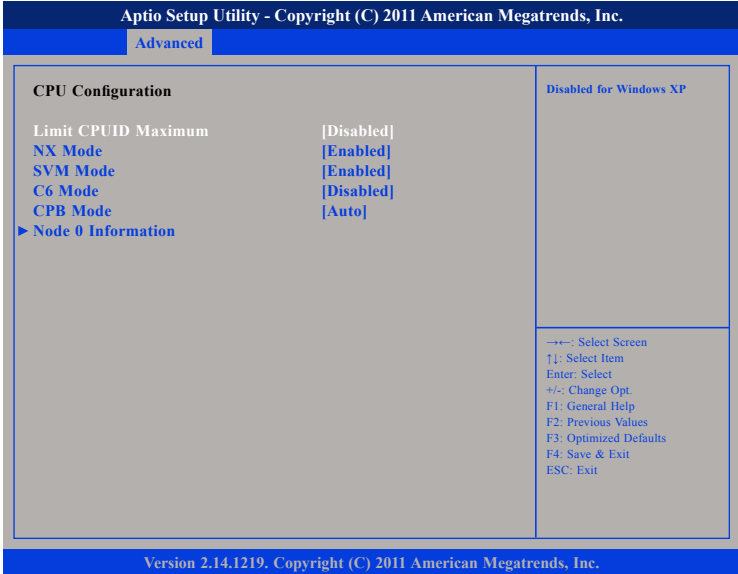 Aptio Setup Utility - Copyright (C) 2011 American Megatrends, Inc.
Advanced
CPU Configuration
Limit CPUID Maximum [Disabled]
NX Mode [Enabled]
SVM Mode [Enabled]
C6 Mode [Disabled]
CPB Mode [Auto]
► Node 0 Information
Disabled for Windows XP
→←: Select Screen
↑↓: Select Item
Enter: Select
+/-: Change Opt.
F1: General Help
F2: Previous Values
F3: Optimized Defaults
F4: Save & Exit
ESC: Exit
Version 2.14.1219. Copyright (C) 2011 American Megatrends, Inc.